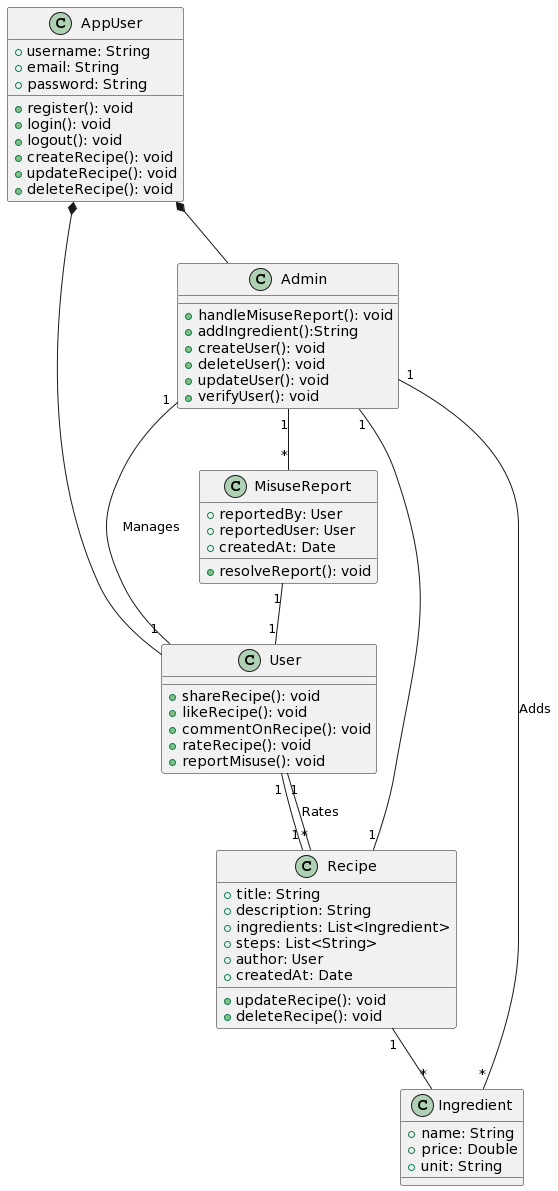 C AppUser
username: String
email: String
password: String
register(): void
login(): void
logout(): void
createRecipe(): void
updateRecipe(): void
deleteRecipe(): void
C Admin
handleMisuseReport(): void
addIngredient():String
createUser(): void
deleteUser(): void
updateUser(): void
verifyUser(): void
1
1
1
1
*
C MisuseReport
reportedBy: User
reportedUser: User
createdAt: Date
resolveReport(): void
Manages
1
1
1
C User
shareRecipe(): void
likeRecipe(): void
commentOnRecipe(): void
rateRecipe(): void
reportMisuse(): void
Adds
1
1
Rates
1
*
1
C Recipe
title: String
description: String
ingredients: List<Ingredient>
steps: List<String>
author: User
createdAt: Date
updateRecipe(): void
deleteRecipe(): void
1
*
*
C Ingredient
name: String
price: Double
unit: String